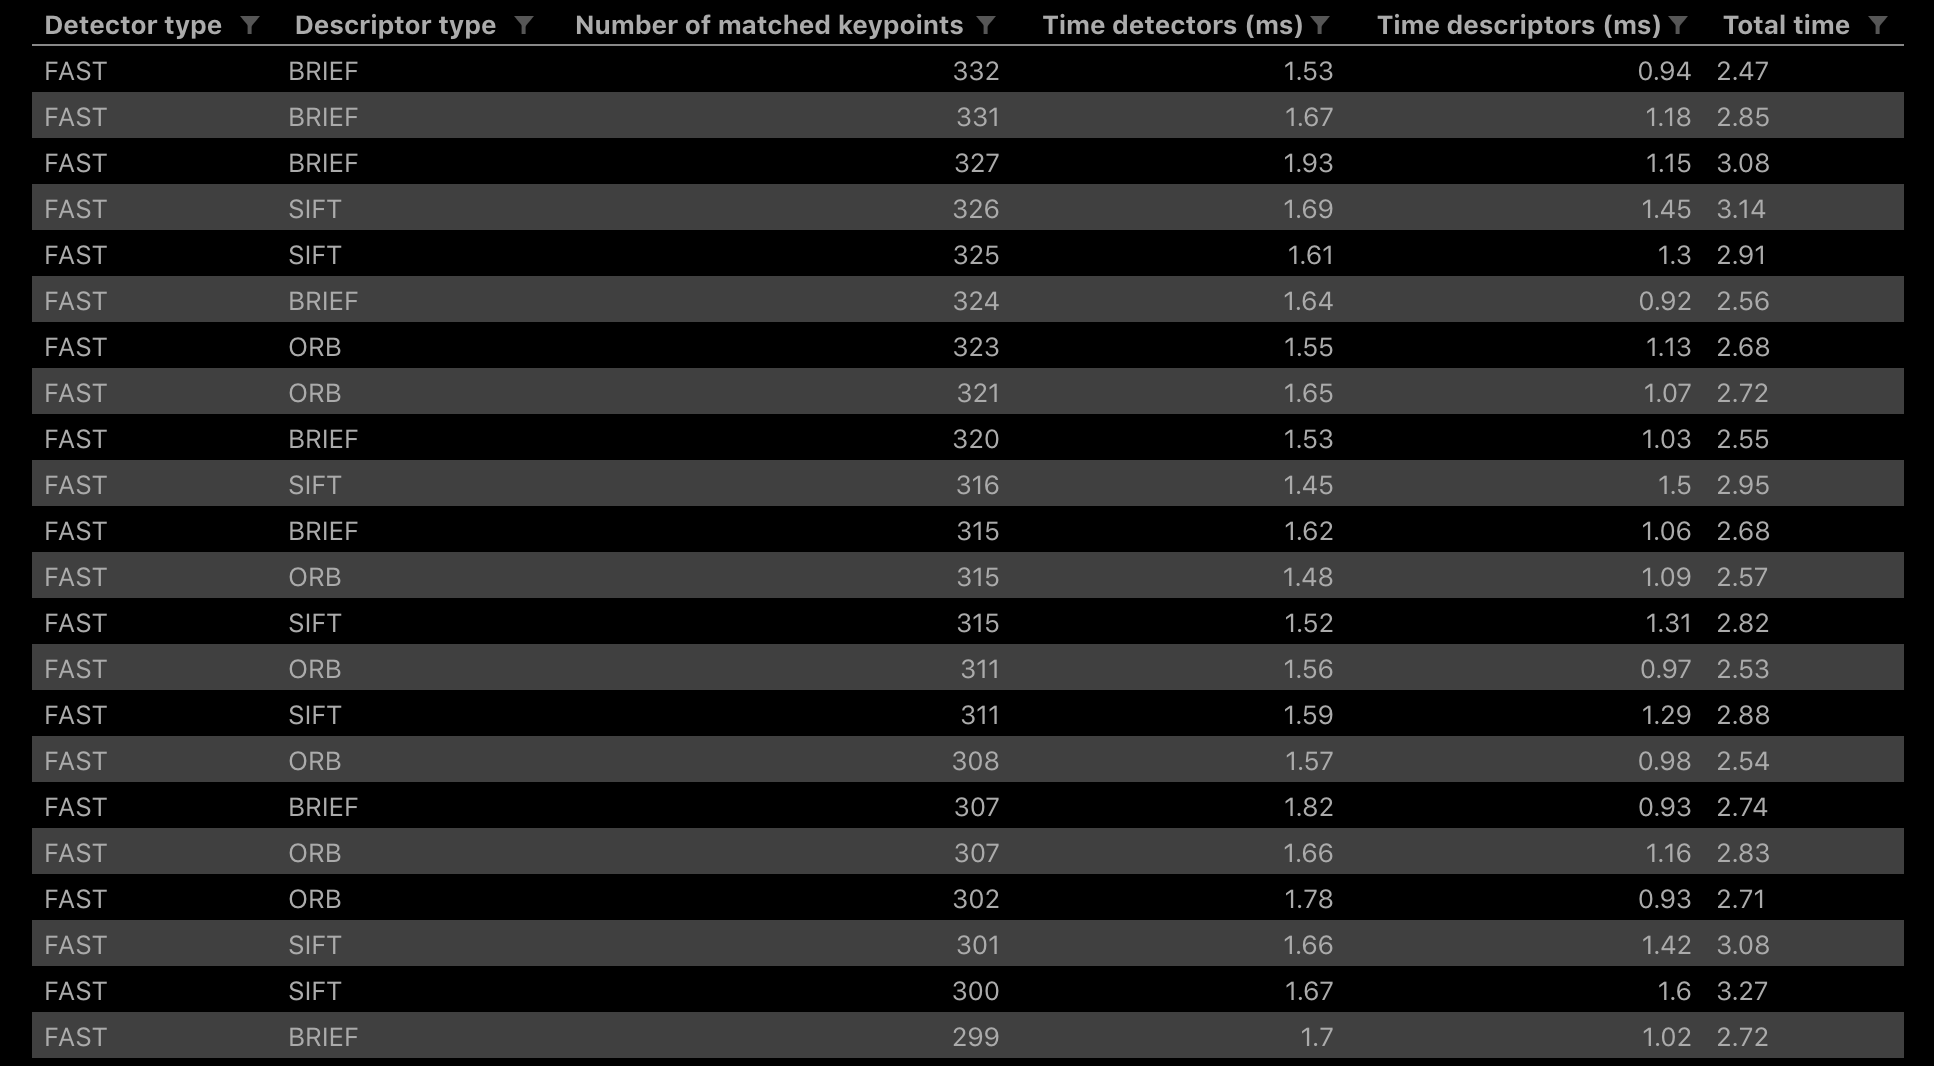 Detector type Descriptor type Number of matched keypoints Time detectors (ms) Time descriptors (ms) Total time
FAST BRIEF 332 1.53 0.94 2.47
FAST BRIEF 331 1.67 1.18 2.85
FAST BRIEF 327 1.93 1.15 3.08
FAST SIFT 326 1.69 1.45 3.14
FAST SIFT 325 1.61 1.3 2.91
FAST BRIEF 324 1.64 0.92 2.56
FAST ORB 323 1.55 1.13 2.68
FAST ORB 321 1.65 1.07 2.72
FAST BRIEF 320 1.53 1.03 2.55
FAST SIFT 316 1.45 1.5 2.95
FAST BRIEF 315 1.62 1.06 2.68
FAST ORB 315 1.48 1.09 2.57
FAST SIFT 315 1.52 1.31 2.82
FAST ORB 311 1.56 0.97 2.53
FAST SIFT 311 1.59 1.29 2.88
FAST ORB 308 1.57 0.98 2.54
FAST BRIEF 307 1.82 0.93 2.74
FAST ORB 307 1.66 1.16 2.83
FAST ORB 302 1.78 0.93 2.71
FAST SIFT 301 1.66 1.42 3.08
FAST SIFT 300 1.67 1.6 3.27
FAST BRIEF 299 1.7 1.02 2.72